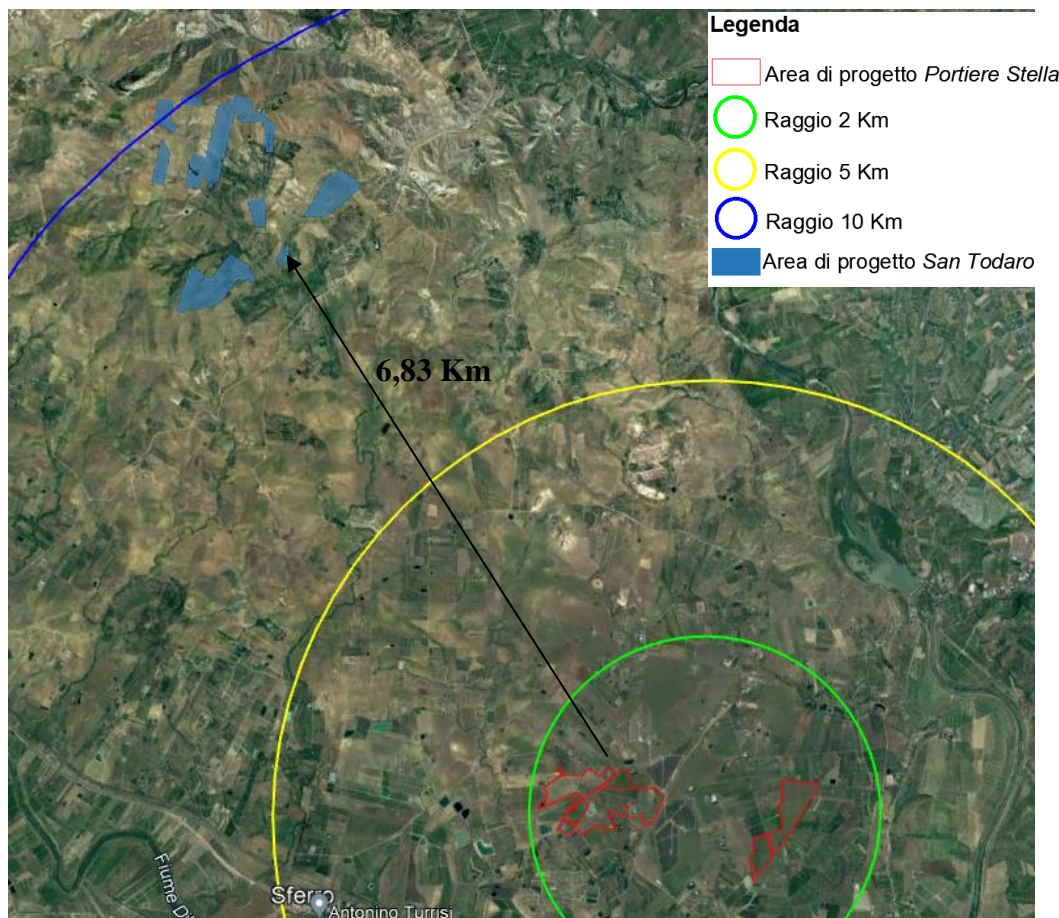 Legenda
Area di progetto Portiere Stella
Raggio 2 Km
Raggio 5 Km
Raggio 10 Km
Area di progetto San Todaro
6,83 Km
Fiume Di
Sferro
Antonino Turrisi